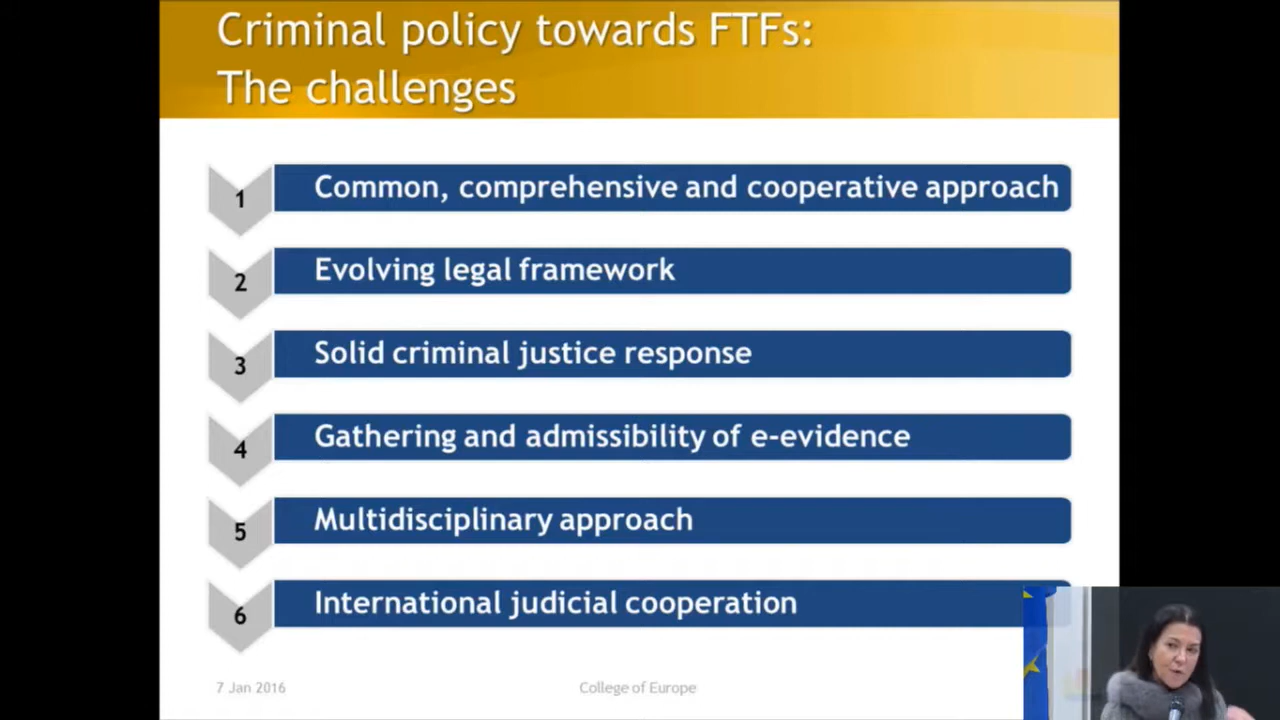 Criminal policy towards FTFs:
The challenges
1 Common, comprehensive and cooperative approach
2 Evolving legal framework
3 Solid criminal justice response
4 Gathering and admissibility of e-evidence
5 Multidisciplinary approach
6 International judicial cooperation
7 Jan 2016 College of Europe